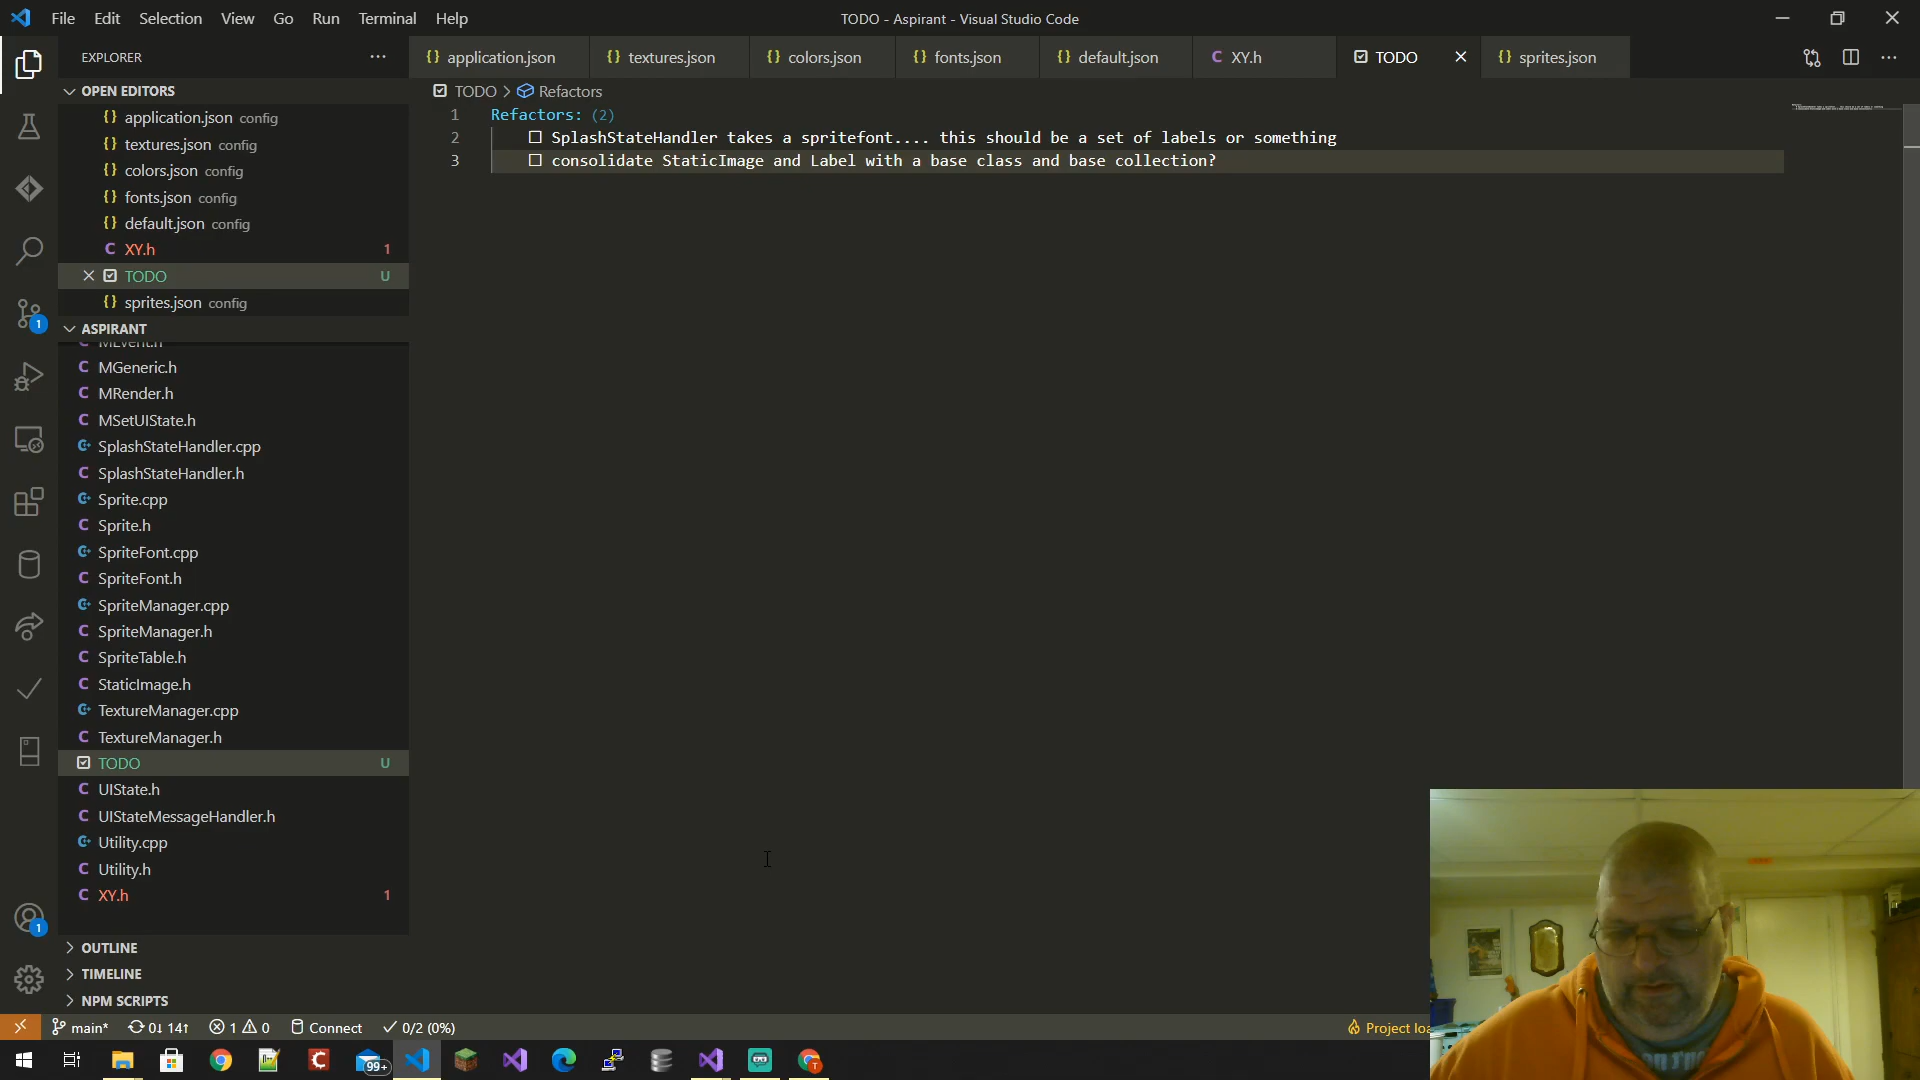 File Edit Selection View Go Run Terminal Help
TODO - Aspirant - Visual Studio Code
EXPLORER
application.json
textures.json
colors.json
fonts.json
default.json
XY.h
TODO
sprites.json
OPEN EDITORS
application.json config
textures.json config
colors.json config
fonts.json config
default.json config
XY.h 1
TODO U
sprites.json config
ASPIRANT
MEvent.h
MGeneric.h
MRender.h
MSetUIState.h
SplashStateHandler.cpp
SplashStateHandler.h
Sprite.cpp
Sprite.h
SpriteFont.cpp
SpriteFont.h
SpriteManager.cpp
SpriteManager.h
SpriteTable.h
StaticImage.h
TextureManager.cpp
TextureManager.h
TODO U
UIState.h
UIStateMessageHandler.h
Utility.cpp
Utility.h
XY.h 1
OUTLINE
TIMELINE
NPM SCRIPTS
TODO > Refactors
1 Refactors: (2)
2 SplashStateHandler takes a spritefont.... this should be a set of labels or something
3 consolidate StaticImage and Label with a base class and base collection?
1
1
main* 0↓ 14↑ 1 0 Connect 0/2 (0%)
Project loa
99+